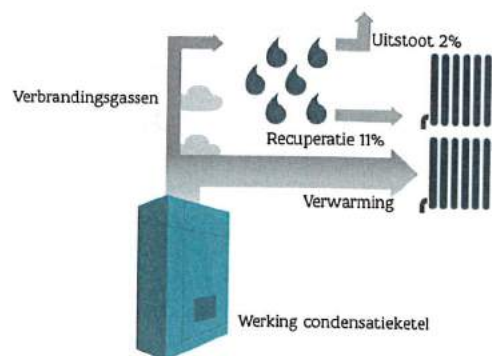 Uitstoot 2%
Verbrandingsgassen
Recuperatie 11%
Verwarming
Werking condensatieketel